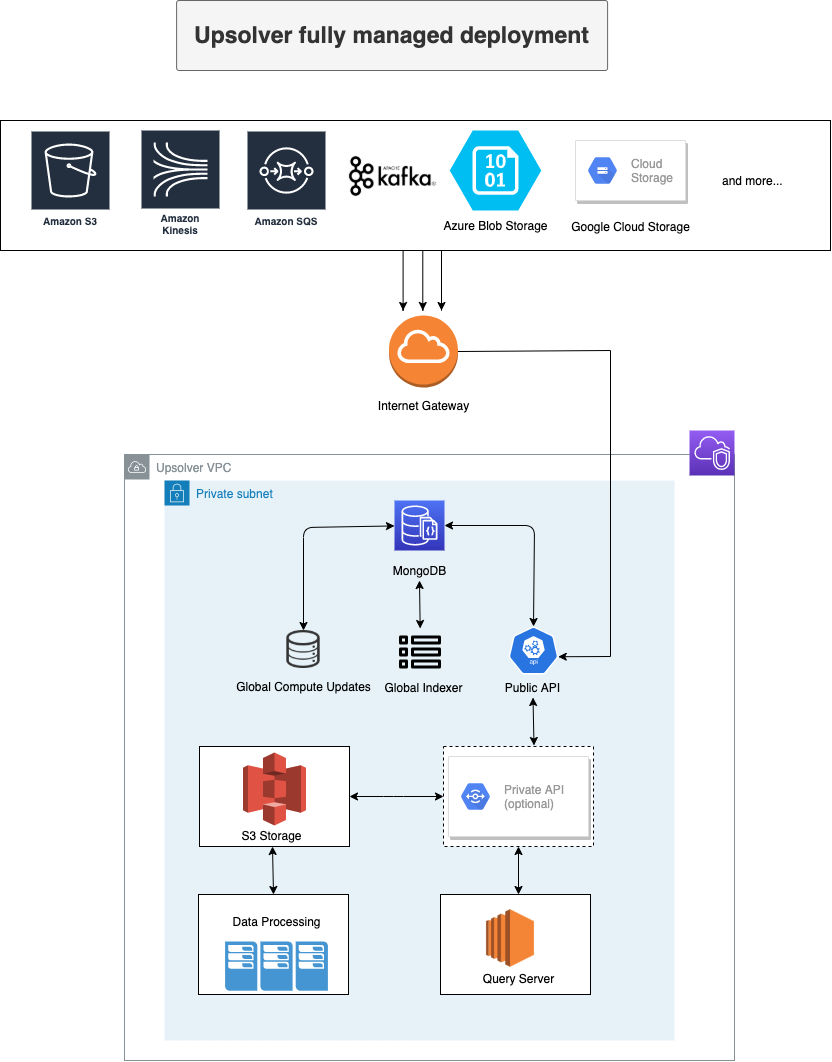 Upsolver fully managed deployment
10
01
Cloud
Storage
APACHE
kafka®
and more...
Amazon S3
Amazon
Kinesis
Amazon SQS
Azure Blob Storage
Google Cloud Storage
Internet Gateway
Upsolver VPC
Private subnet
MongoDB
api
Global Compute Updates
Global Indexer
Public API
Private API
(optional)
S3 Storage
Data Processing
Query Server